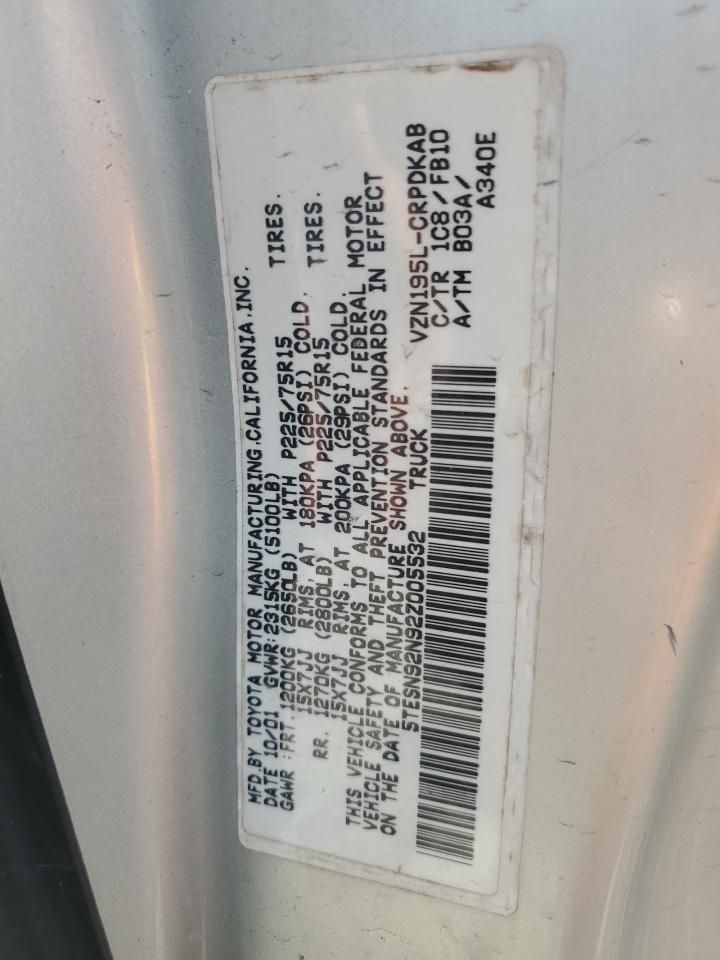 MFD.BY TOYOTA MOTOR MANUFACTURING,CALIFORNIA,INC.
DATE 10/01 GVWR:2315KG (5100LB)
GAWR:FRT.1200KG (2650LB) WITH P225/75R15 TIRES.
15X7JJ RIMS, AT 180KPA (26PSI) COLD.
RR. 1270KG (2800LB) WITH P225/75R15 TIRES.
15X7JJ RIMS, AT 200KPA (29PSI) COLD.
THIS VEHICLE CONFORMS TO ALL APPLICABLE FEDERAL MOTOR
VEHICLE SAFETY AND THEFT PREVENTION STANDARDS IN EFFECT
ON THE DATE OF MANUFACTURE SHOWN ABOVE.
5TESN92N92Z005532 TRUCK
VZN195L-CRPDKAB
C/TR 1C8/FB10
A/TM B03A/
A340E